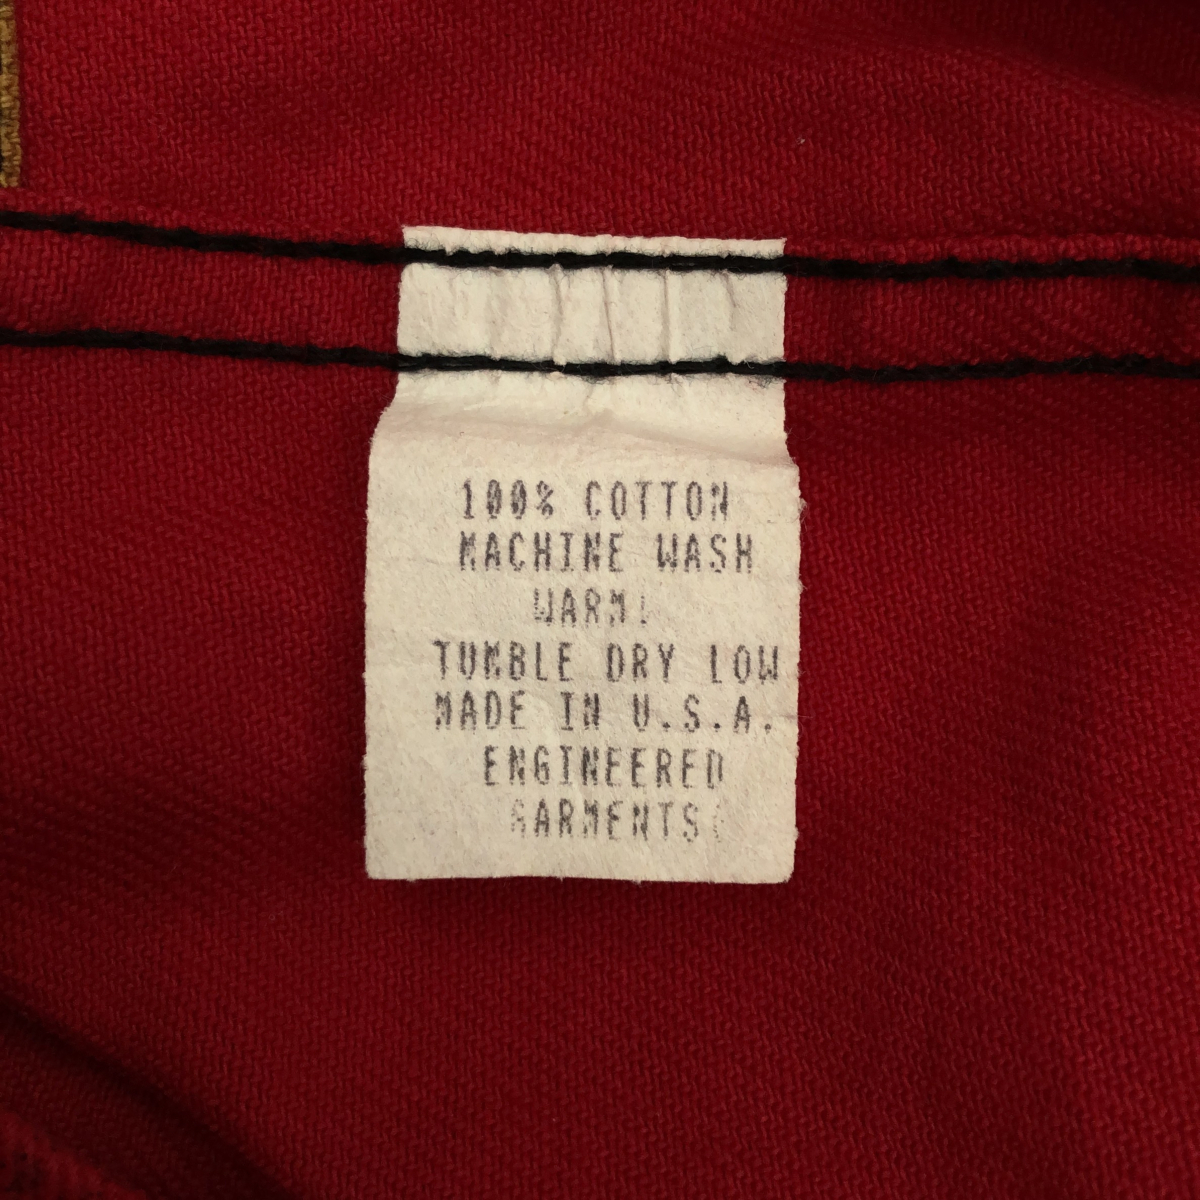 100% COTTON
MACHINE WASH
WARM
TUMBLE DRY LOW
MADE IN U.S.A.
ENGINEERED
GARMENTS